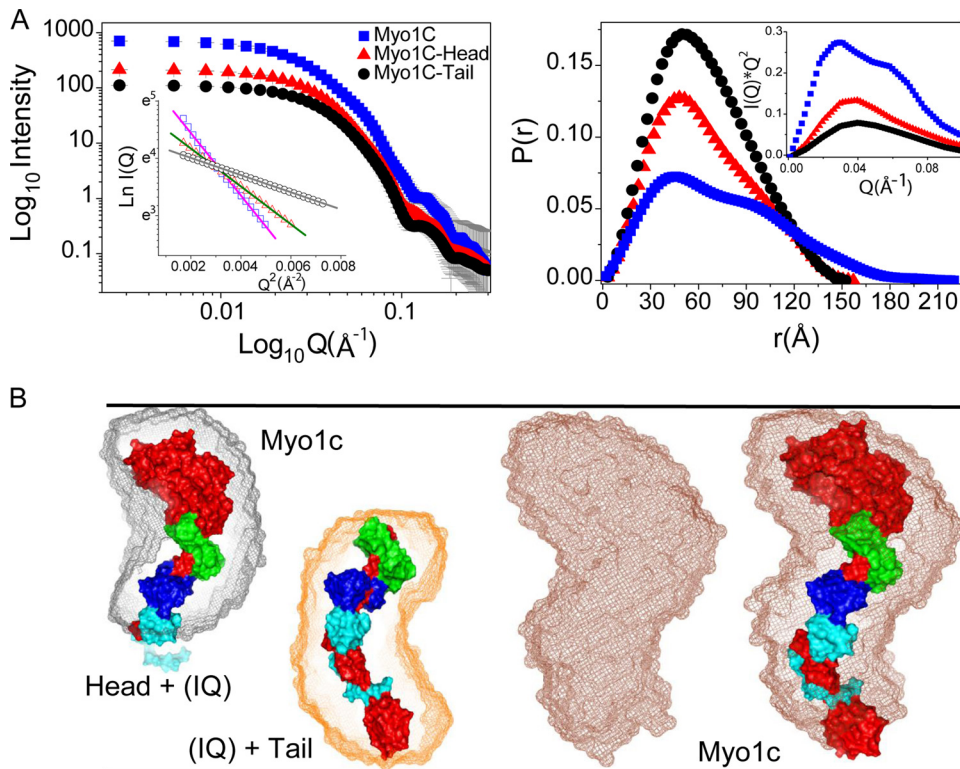 A
1000
100
10
1
0.1
Log10 Intensity
Myo1C
Myo1C-Head
Myo1C-Tail
e⁵
e⁴
e³
Ln I(Q)
0.002 0.004 0.006 0.008
Q²(Å⁻²)
0.01 0.1
Log₁₀Q(Å⁻¹)
0.15
0.10
0.05
0.00
P(r)
0.3
0.2
0.1
0
I(Q)*Q²
0.00 0.04 0.08
Q(Å⁻¹)
0 30 60 90 120 150 180 210
r(Å)
B
Myo1c
Head + (IQ)
(IQ) + Tail
Myo1c